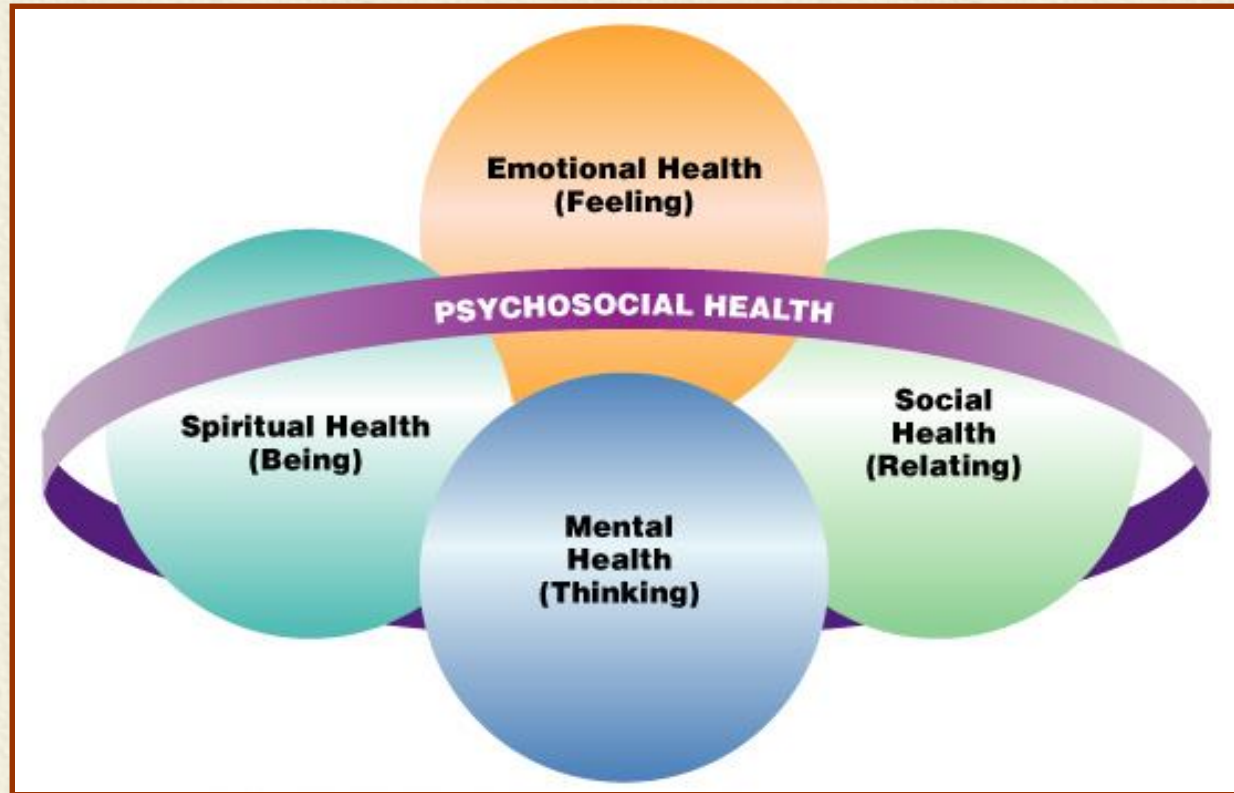 Emotional Health
(Feeling)
PSYCHOSOCIAL HEALTH
Spiritual Health
(Being)
Social
Health
(Relating)
Mental
Health
(Thinking)